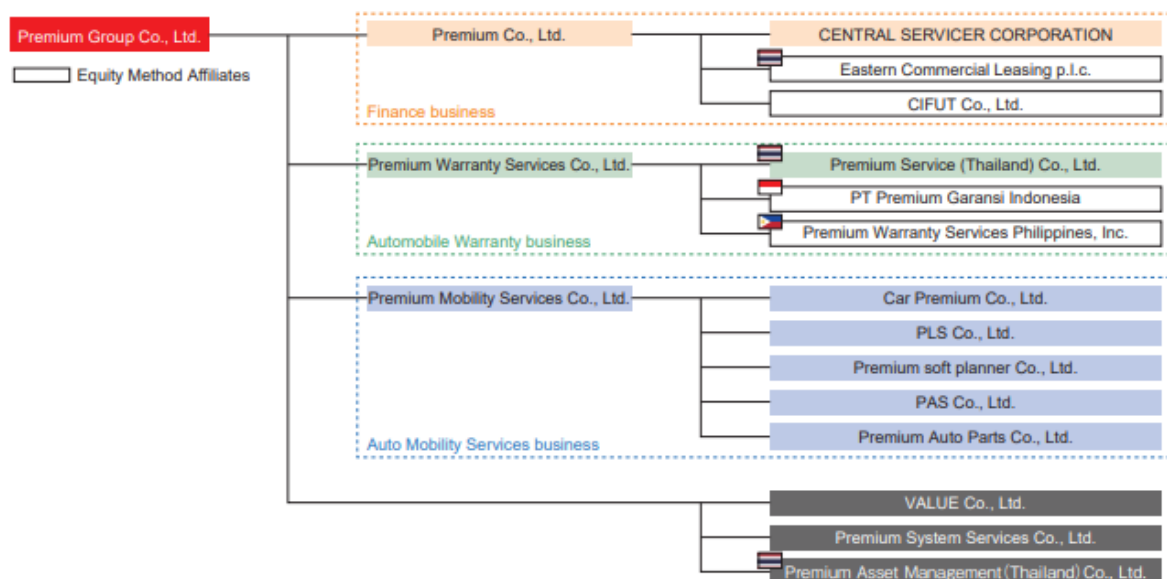 Premium Group Co., Ltd.
Equity Method Affiliates
Premium Co., Ltd.
CENTRAL SERVICER CORPORATION
Eastern Commercial Leasing p.l.c.
CIFUT Co., Ltd.
Finance business
Premium Warranty Services Co., Ltd.
Premium Service (Thailand) Co., Ltd.
PT Premium Garansi Indonesia
Premium Warranty Services Philippines, Inc.
Automobile Warranty business
Premium Mobility Services Co., Ltd.
Car Premium Co., Ltd.
PLS Co., Ltd.
Premium soft planner Co., Ltd.
PAS Co., Ltd.
Premium Auto Parts Co., Ltd.
Auto Mobility Services business
VALUE Co., Ltd.
Premium System Services Co., Ltd.
Premium Asset Management(Thailand)Co., Ltd.